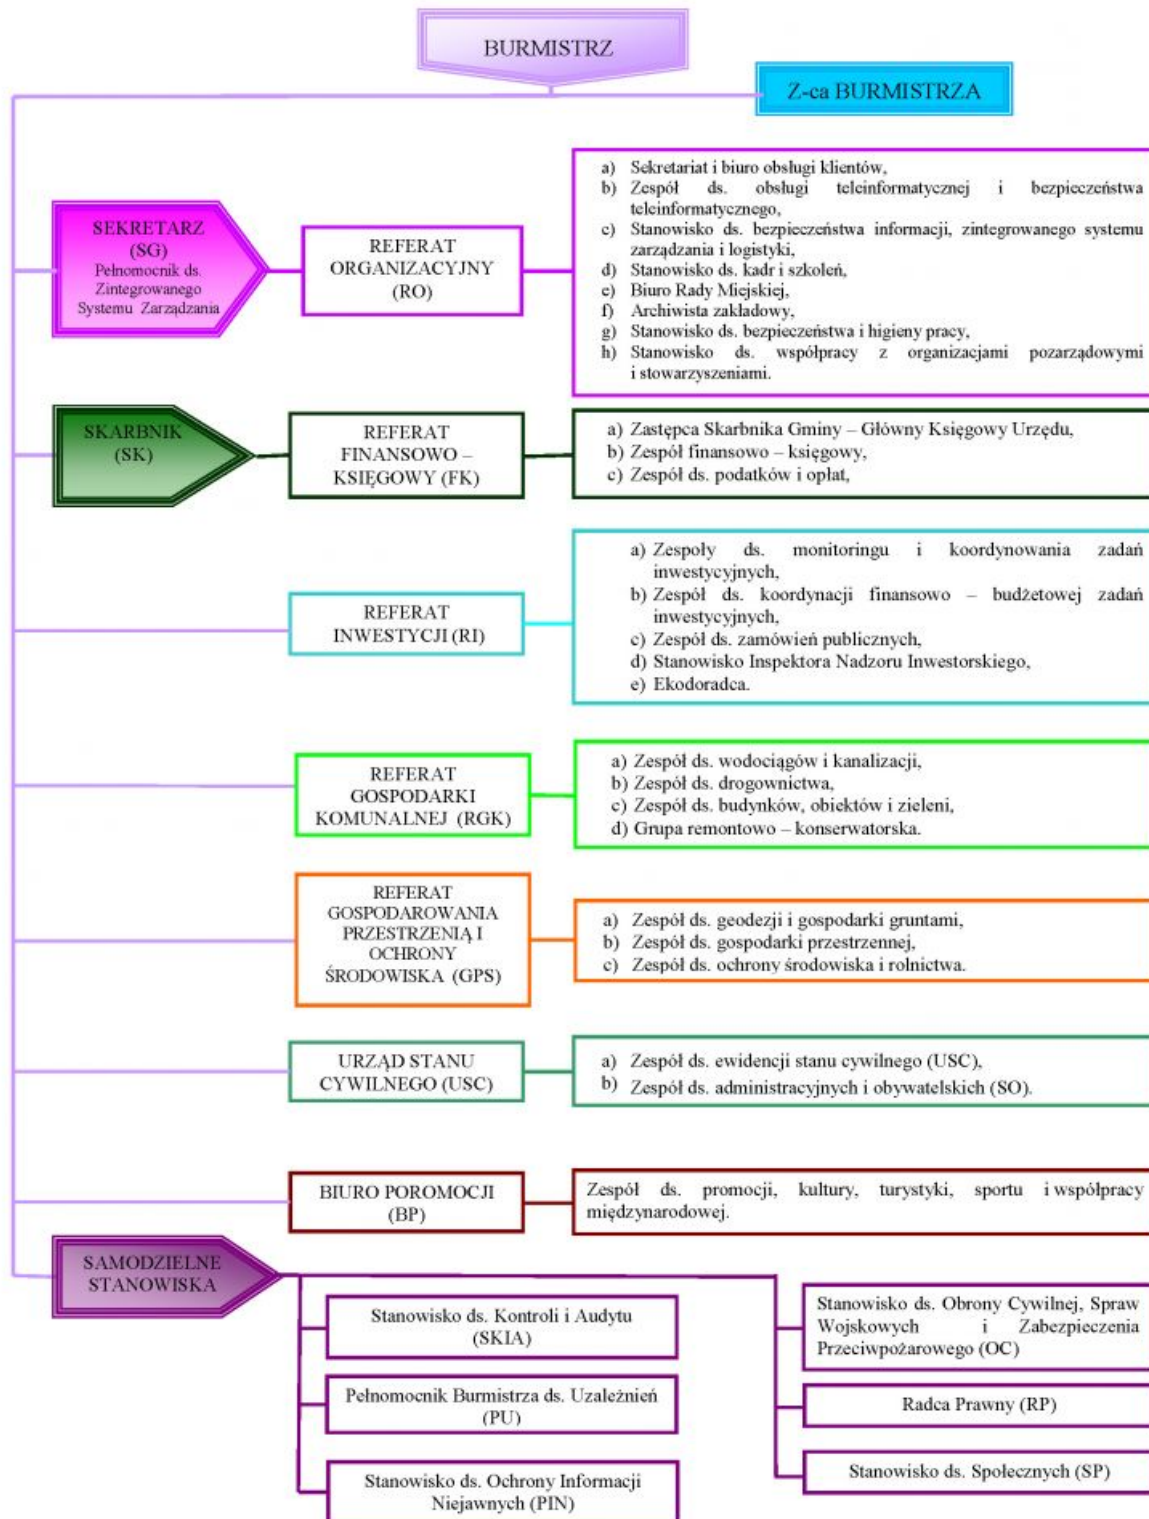 BURMISTRZ
Z-ca BURMISTRZA
SEKRETARZ
(SG)
Pełnomocnik ds.
Zintegrowanego
Systemu Zarządzania
REFERAT
ORGANIZACYJNY
(RO)
a) Sekretariat i biuro obsługi klientów,
b) Zespół ds. obsługi teleinformatycznej i bezpieczeństwa
teleinformatycznego,
c) Stanowisko ds. bezpieczeństwa informacji, zintegrowanego systemu
zarządzania i logistyki,
d) Stanowisko ds. kadr i szkoleń,
e) Biuro Rady Miejskiej,
f) Archiwista zakładowy,
g) Stanowisko ds. bezpieczeństwa i higieny pracy,
h) Stanowisko ds. współpracy z organizacjami pozarządowymi
i stowarzyszeniami.
SKARBNIK
(SK)
REFERAT
FINANSOWO –
KSIĘGOWY (FK)
a) Zastępca Skarbnika Gminy – Główny Księgowy Urzędu,
b) Zespół finansowo – księgowy,
c) Zespół ds. podatków i opłat,
REFERAT
INWESTYCJI (RI)
a) Zespoły ds. monitoringu i koordynowania zadań
inwestycyjnych,
b) Zespół ds. koordynacji finansowo – budżetowej zadań
inwestycyjnych,
c) Zespół ds. zamówień publicznych,
d) Stanowisko Inspektora Nadzoru Inwestorskiego,
e) Ekodoradca.
REFERAT
GOSPODARKI
KOMUNALNEJ (RGK)
a) Zespół ds. wodociągów i kanalizacji,
b) Zespół ds. drogownictwa,
c) Zespół ds. budynków, obiektów i zieleni,
d) Grupa remontowo – konserwatorska.
REFERAT
GOSPODAROWANIA
PRZESTRZENIĄ I
OCHRONY
ŚRODOWISKA (GPS)
a) Zespół ds. geodezji i gospodarki gruntami,
b) Zespół ds. gospodarki przestrzennej,
c) Zespół ds. ochrony środowiska i rolnictwa.
URZĄD STANU
CYWILNEGO (USC)
a) Zespół ds. ewidencji stanu cywilnego (USC),
b) Zespół ds. administracyjnych i obywatelskich (SO).
BIURO POROMOCJI
(BP)
Zespół ds. promocji, kultury, turystyki, sportu i współpracy
międzynarodowej.
SAMODZIELNE
STANOWISKA
Stanowisko ds. Kontroli i Audytu
(SKIA)
Pełnomocnik Burmistrza ds. Uzależnień
(PU)
Stanowisko ds. Ochrony Informacji
Niejawnych (PIN)
Stanowisko ds. Obrony Cywilnej, Spraw
Wojskowych i Zabezpieczenia
Przeciwpożarowego (OC)
Radca Prawny (RP)
Stanowisko ds. Społecznych (SP)